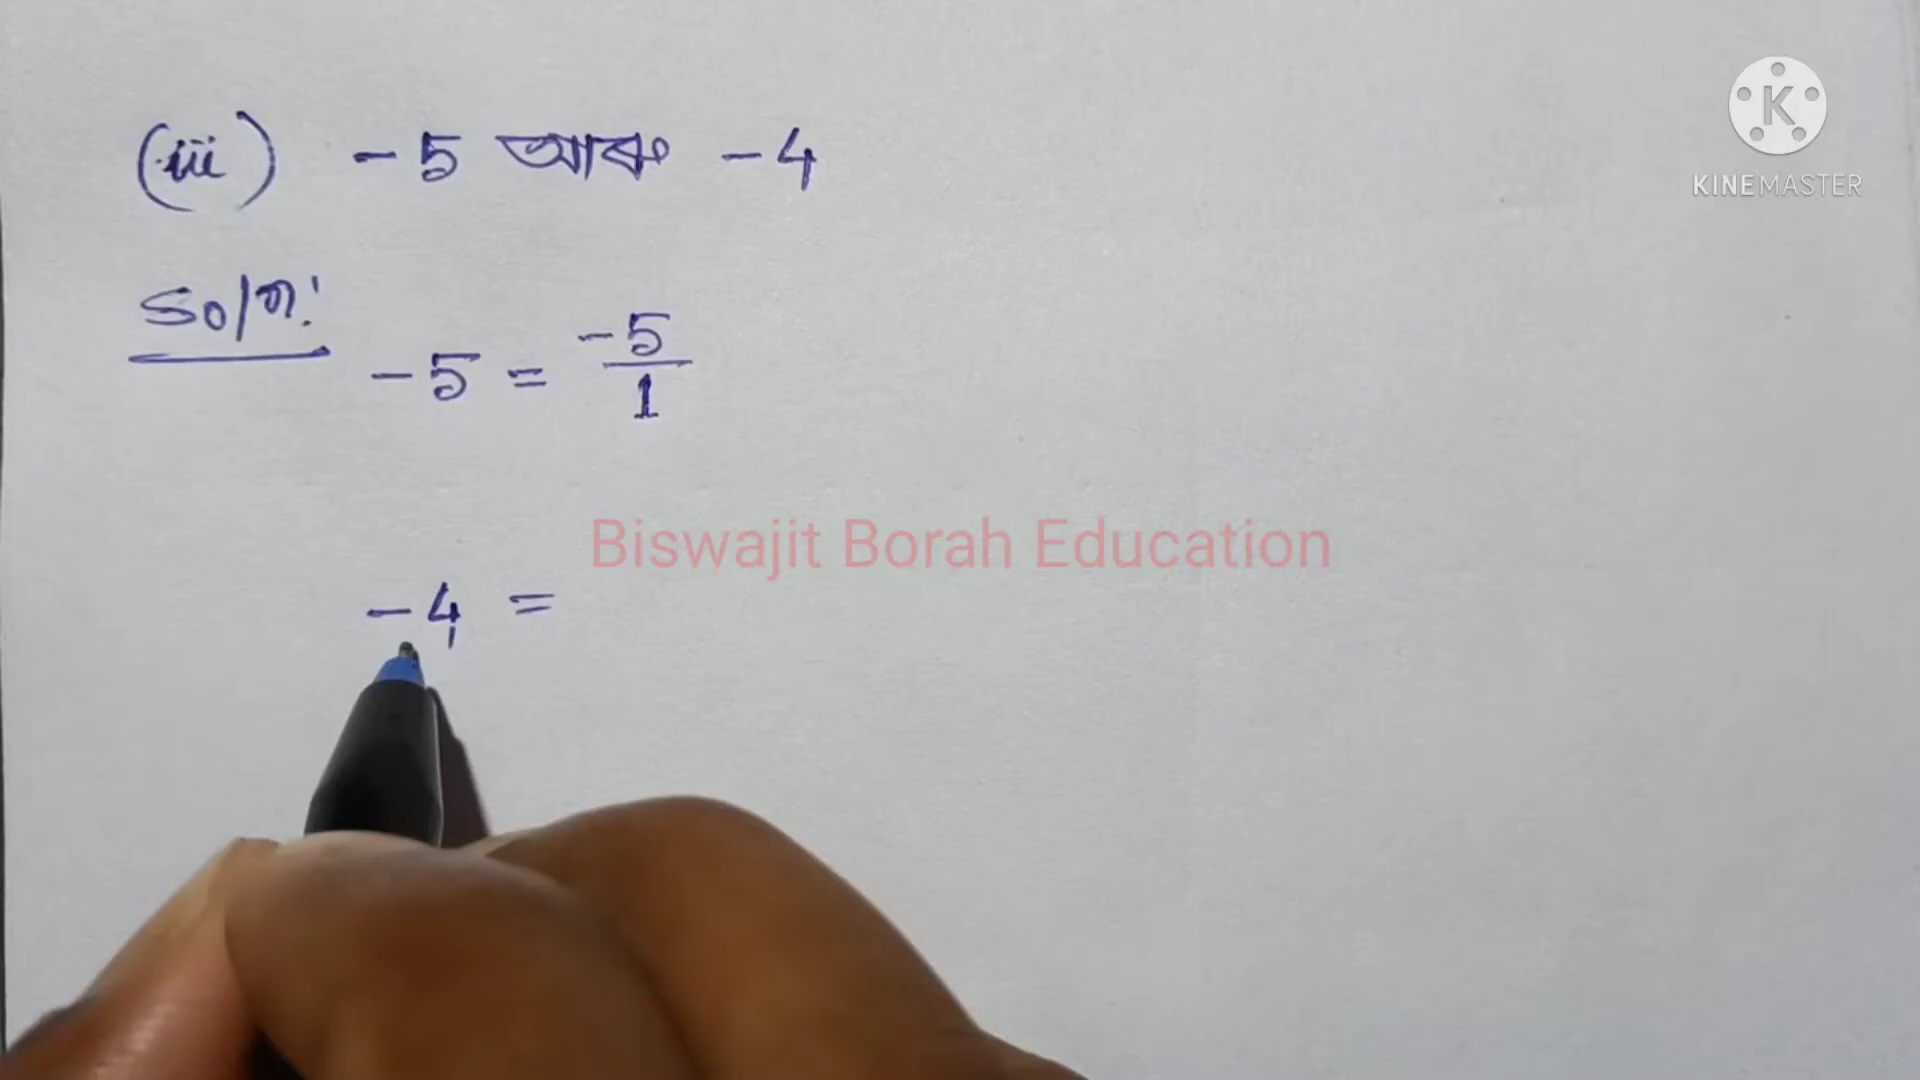 (iii) -5 আৰু -4
KINEMASTER
Soln:
-5 = -5/1
Biswajit Borah Education
-4 =